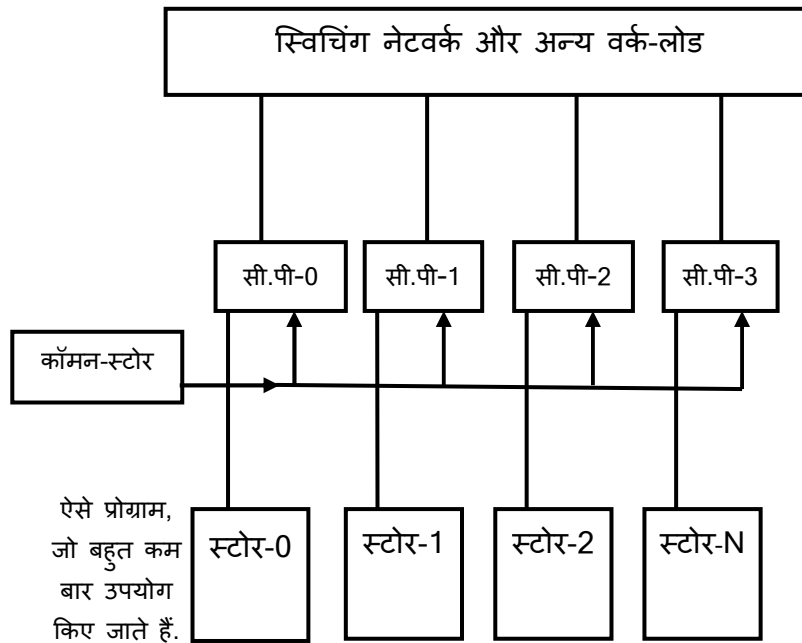 स्विचिंग नेटवर्क और अन्य वर्क-लोड
सी.पी-0
सी.पी-1
सी.पी-2
सी.पी-3
कॉमन-स्टोर
ऐसे प्रोग्राम,
जो बहुत कम
बार उपयोग
किए जाते हैं.
स्टोर-0
स्टोर-1
स्टोर-2
स्टोर-N